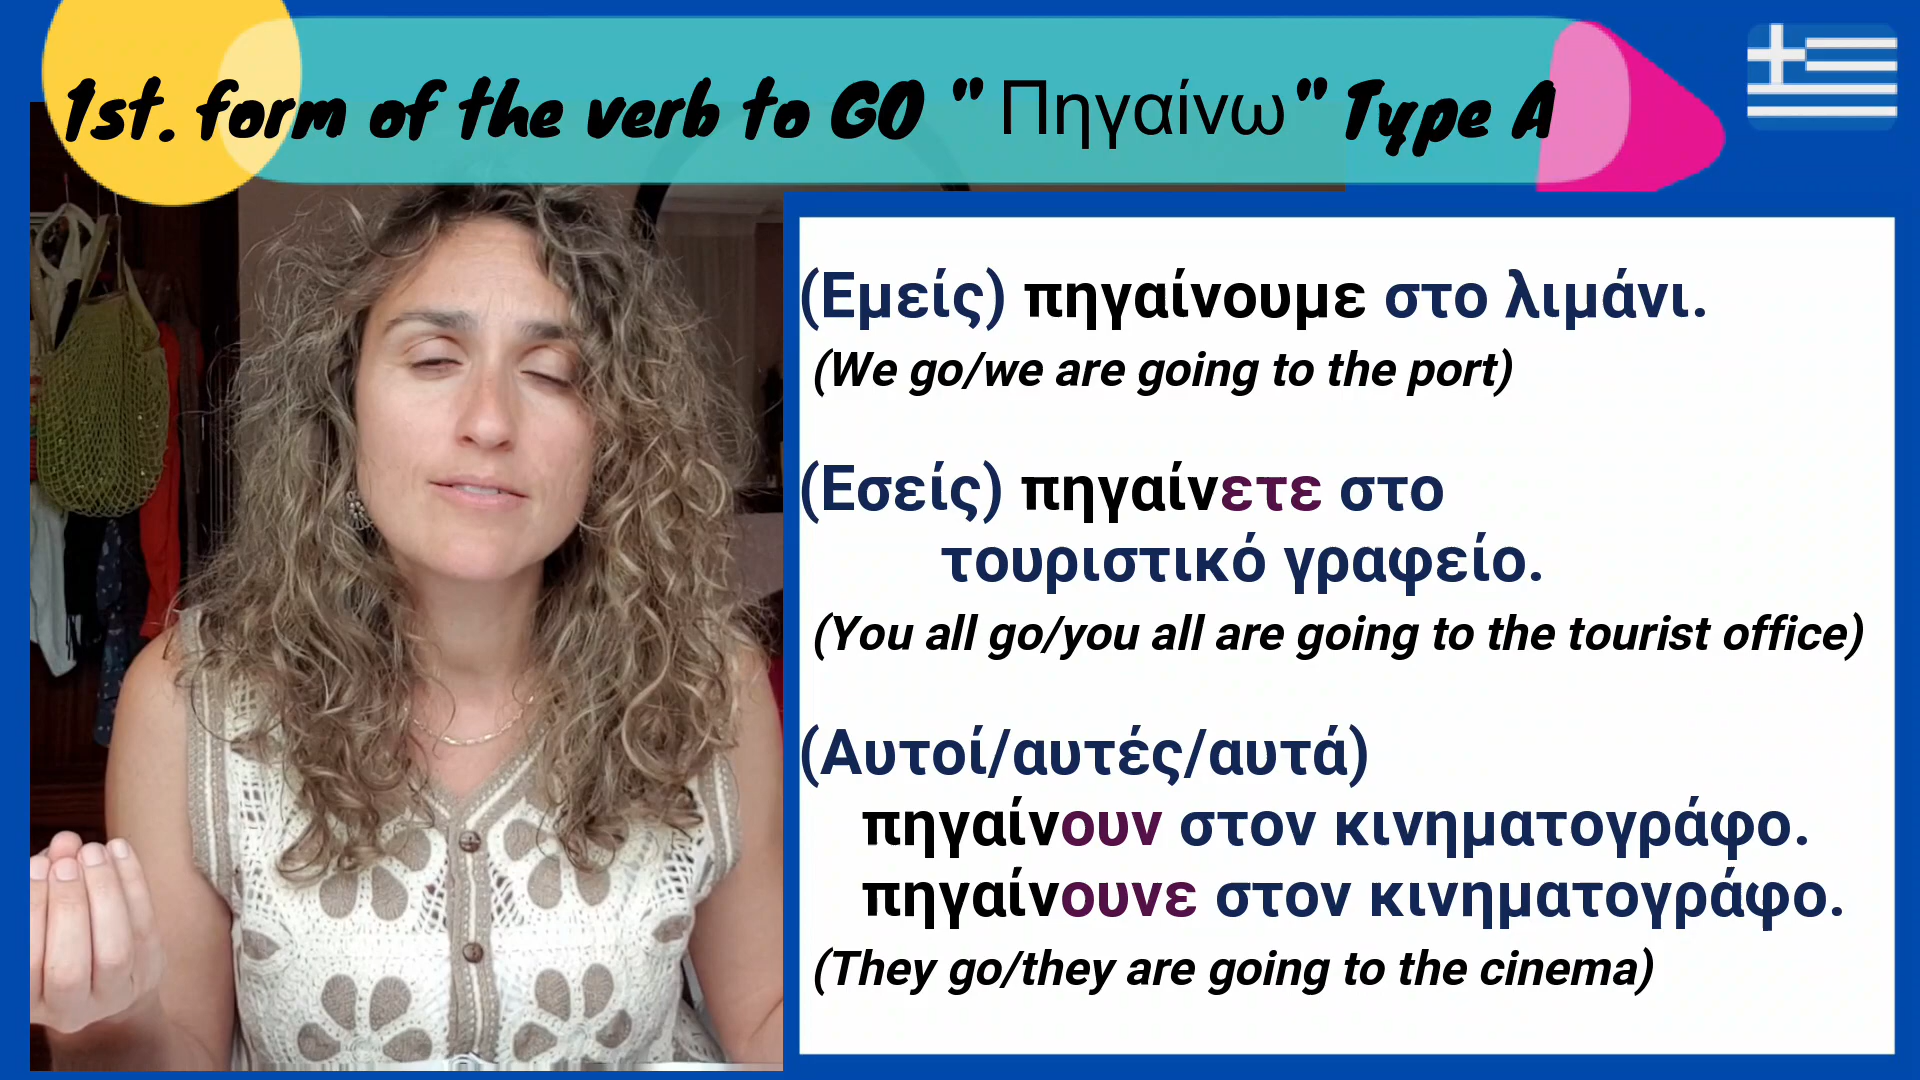 1st. form of the verb to GO " Πηγαίνω" Type A
(Εμείς) πηγαίνουμε στο λιμάνι.
(We go/we are going to the port)
(Εσείς) πηγαίνετε στο
τουριστικό γραφείο.
(You all go/you all are going to the tourist office)
(Αυτοί/αυτές/αυτά)
πηγαίνουν στον κινηματογράφο.
πηγαίνουνε στον κινηματογράφο.
(They go/they are going to the cinema)